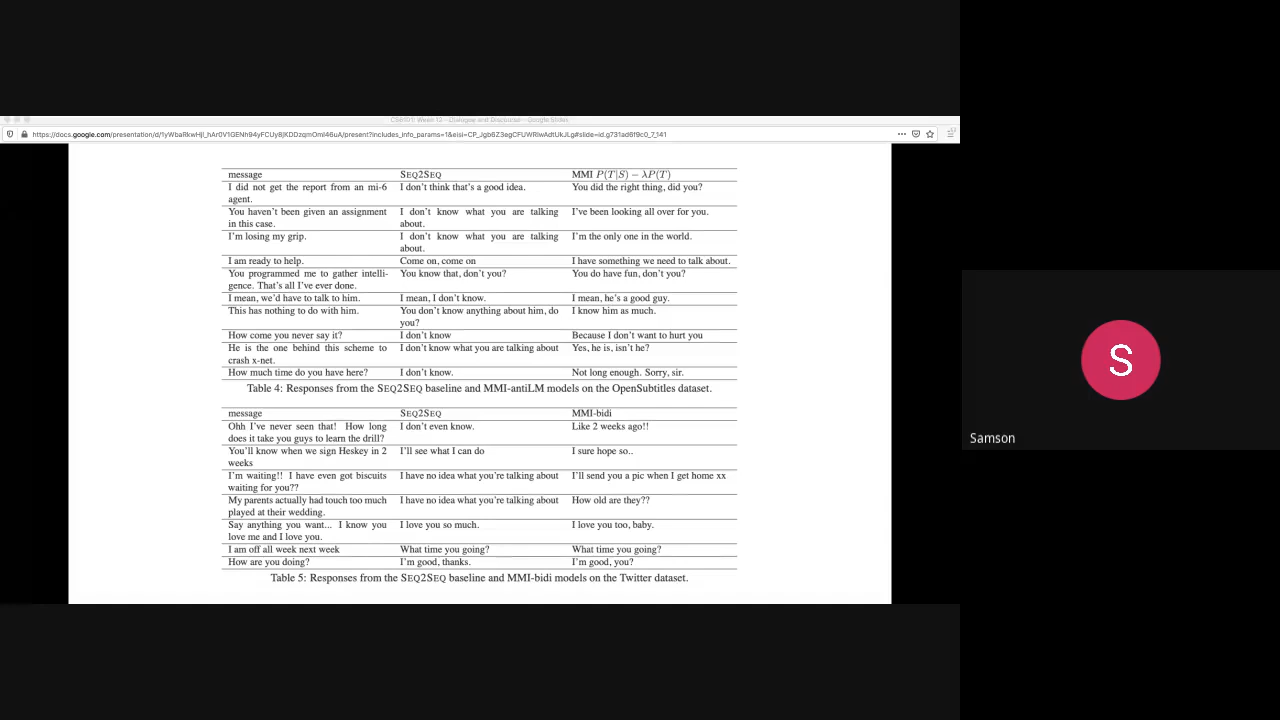 CS6101 Week 13 - (Dialogue and Discourse - Google Slides
message SEQ2SEQ MMI P(T|S) − λP(T)
I did not get the report from an mi-6 I don't think that's a good idea. You did the right thing, did you?
agent.
You haven't been given an assignment I don't know what you are talking I've been looking all over for you.
in this case. about.
I'm losing my grip. I don't know what you are talking I'm the only one in the world.
about.
I am ready to help. Come on, come on I have something we need to talk about.
You programmed me to gather intelli- You know that, don't you? You do have fun, don't you?
gence. That's all I've ever done.
I mean, we'd have to talk to him. I mean, I don't know. I mean, he's a good guy.
This has nothing to do with him. You don't know anything about him, do I know him as much.
you?
How come you never say it? I don't know Because I don't want to hurt you
He is the one behind this scheme to I don't know what you are talking about Yes, he is, isn't he?
crash x-net.
How much time do you have here? I don't know. Not long enough. Sorry, sir.
Table 4: Responses from the SEQ2SEQ baseline and MMI-antiLM models on the OpenSubtitles dataset.
message SEQ2SEQ MMI-bidi
Ohh I've never seen that! How long I don't even know. Like 2 weeks ago!!
does it take you guys to learn the drill?
You'll know when we sign Heskey in 2 I'll see what I can do I sure hope so..
weeks
I'm waiting!! I have even got biscuits I have no idea what you're talking about I'll send you a pic when I get home xx
waiting for you??
My parents actually had touch too much I have no idea what you're talking about How old are they??
played at their wedding.
Say anything you want... I know you I love you so much. I love you too, baby.
love me and I love you.
I am off all week next week What time you going? What time you going?
How are you doing? I'm good, thanks. I'm good, you?
Table 5: Responses from the SEQ2SEQ baseline and MMI-bidi models on the Twitter dataset.
S
Samson